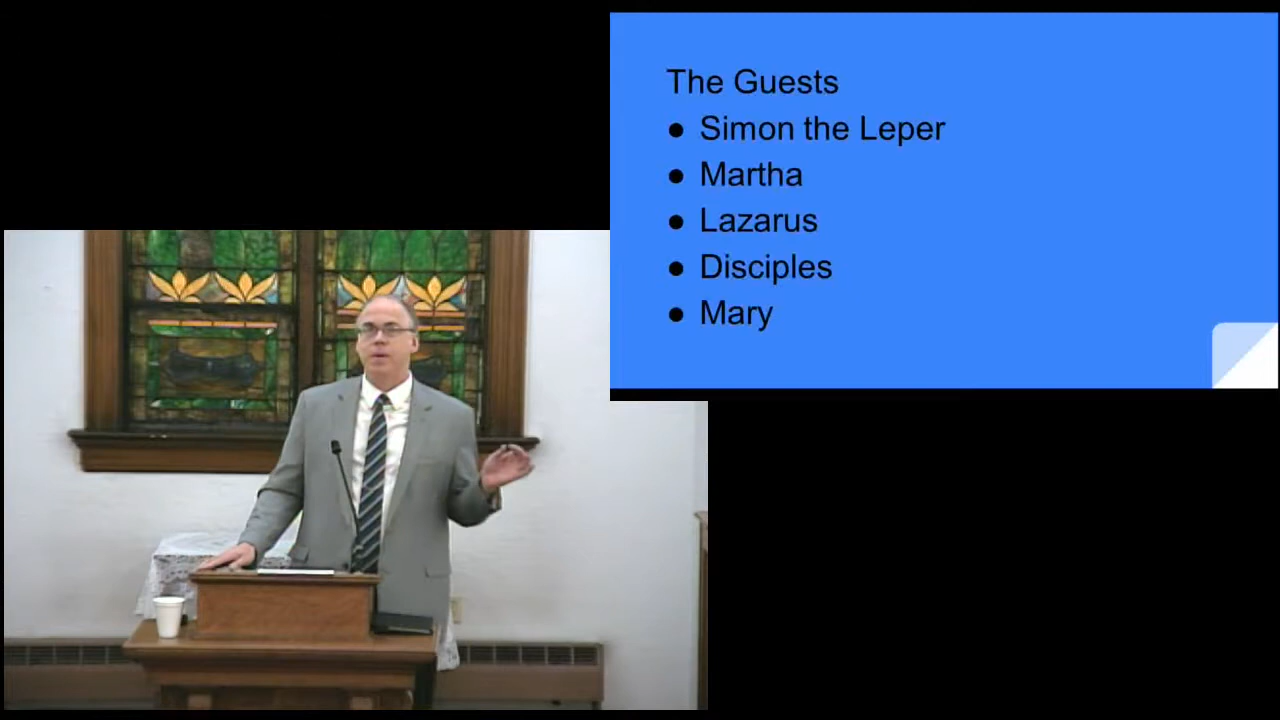 The Guests
● Simon the Leper
● Martha
● Lazarus
● Disciples
● Mary